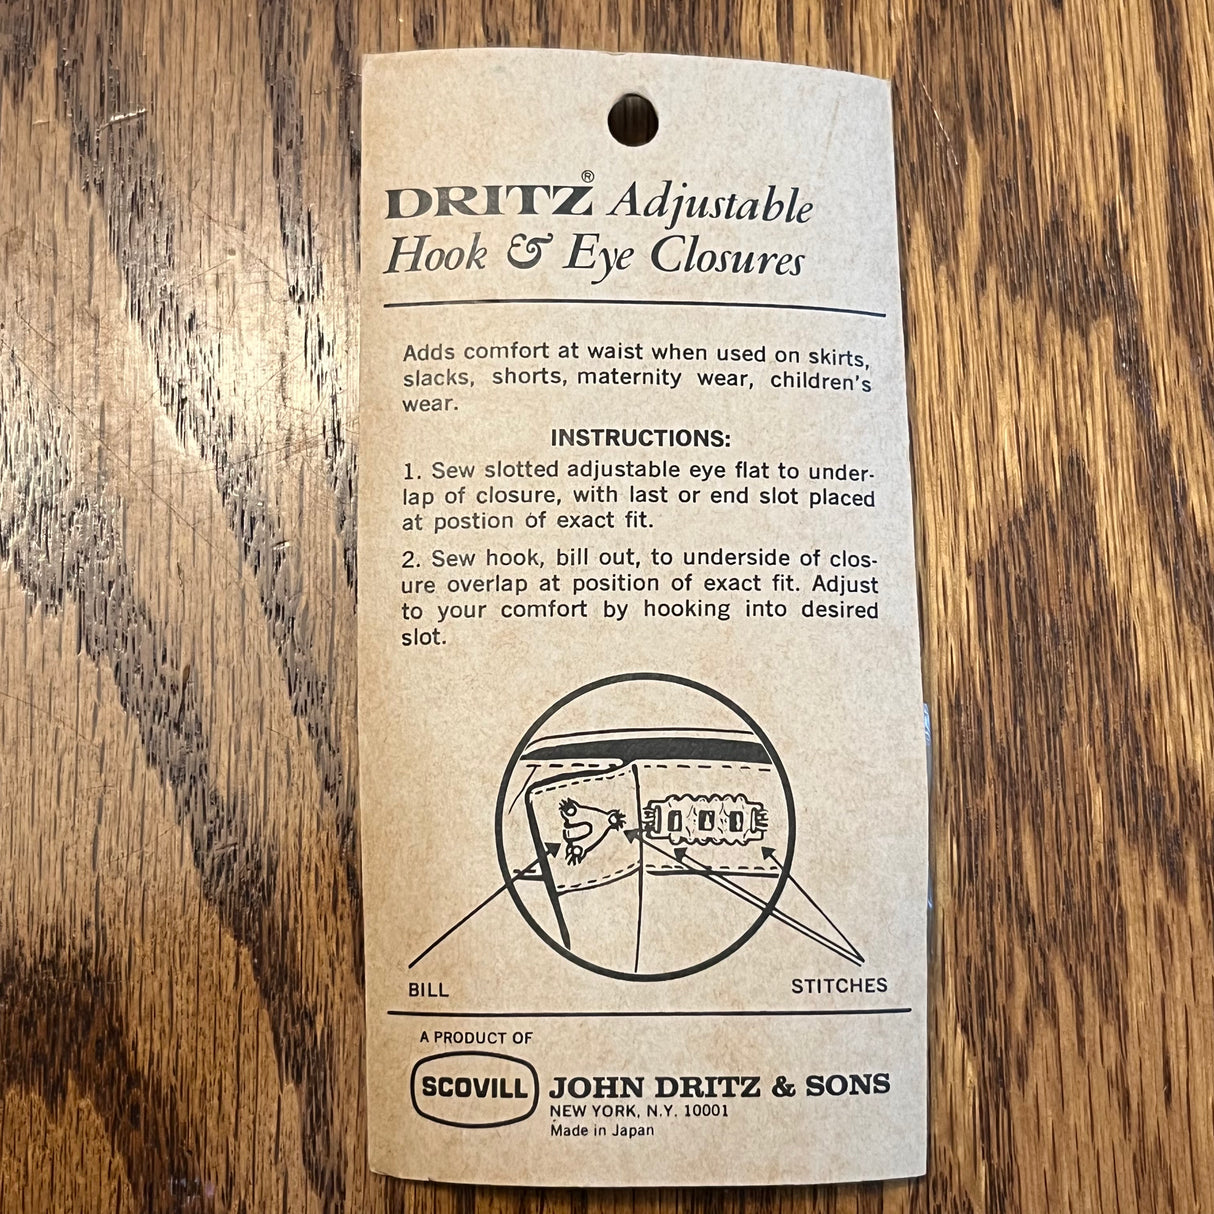 DRITZ® Adjustable
Hook & Eye Closures
Adds comfort at waist when used on skirts,
slacks, shorts, maternity wear, children's
wear.
INSTRUCTIONS:
1. Sew slotted adjustable eye flat to under-
lap of closure, with last or end slot placed
at postion of exact fit.
2. Sew hook, bill out, to underside of clos-
ure overlap at position of exact fit. Adjust
to your comfort by hooking into desired
slot.
BILL
STITCHES
A PRODUCT OF
SCOVILL JOHN DRITZ & SONS
NEW YORK, N.Y. 10001
Made in Japan